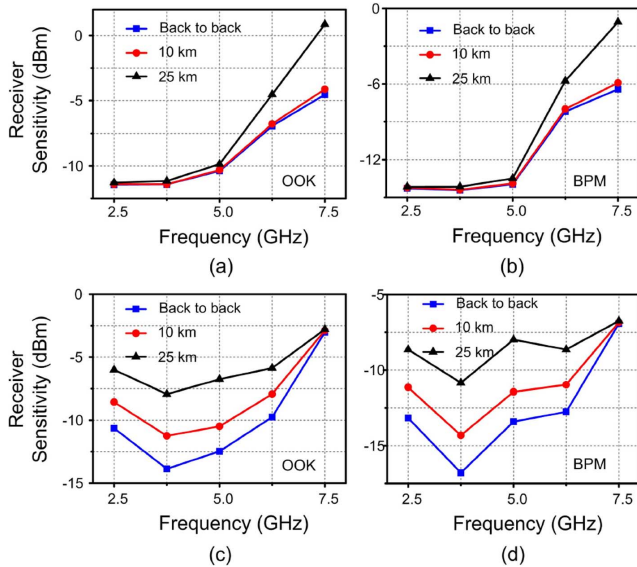 Receiver
Sensitivity (dBm)
0
-5
-10
Back to back
10 km
25 km
OOK
2.5
5.0
7.5
Frequency (GHz)
(a)
0
-6
-12
Back to back
10 km
25 km
BPM
2.5
5.0
7.5
Frequency (GHz)
(b)
Receiver
Sensitivity (dBm)
0
-5
-10
-15
Back to back
10 km
25 km
OOK
2.5
5.0
7.5
Frequency (GHz)
(c)
-5
-10
-15
Back to back
10 km
25 km
BPM
2.5
5.0
7.5
Frequency (GHz)
(d)